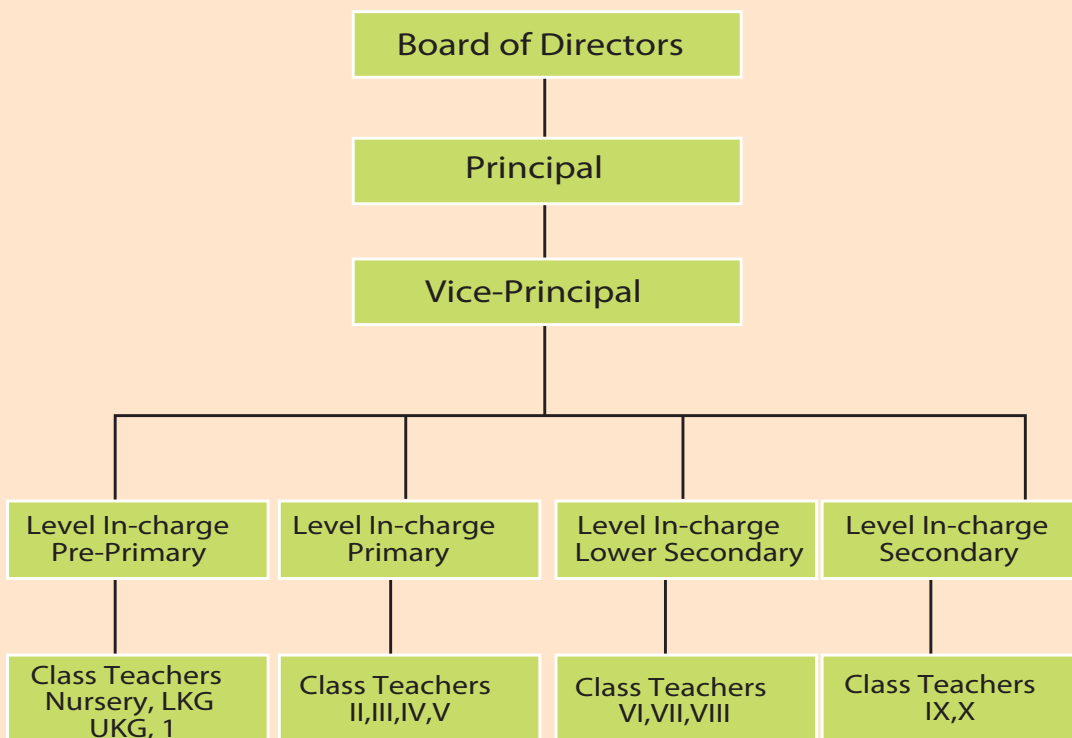 Board of Directors
Principal
Vice-Principal
Level In-charge
Pre-Primary
Level In-charge
Primary
Level In-charge
Lower Secondary
Level In-charge
Secondary
Class Teachers
Nursery, LKG
UKG, 1
Class Teachers
II,III,IV,V
Class Teachers
VI,VII,VIII
Class Teachers
IX,X